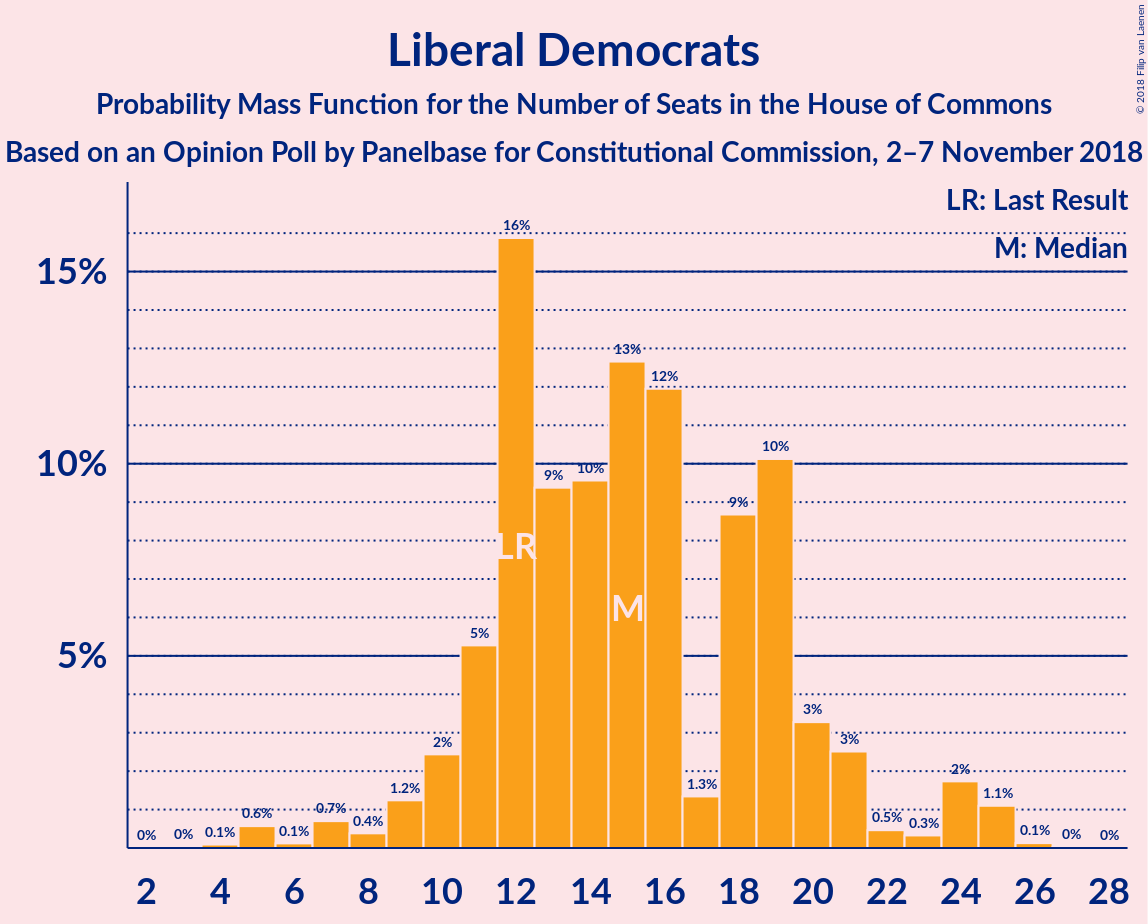 Liberal Democrats
Probability Mass Function for the Number of Seats in the House of Commons
Based on an Opinion Poll by Panelbase for Constitutional Commission, 2–7 November 2018
© 2018 Filip van Laenen
LR: Last Result
M: Median
15%
10%
5%
0% 0% 0.1% 0.6% 0.1% 0.7% 0.4% 1.2% 2% 5% 16% 9% 10% 13% 12% 1.3% 9% 10% 3% 3% 0.5% 0.3% 2% 1.1% 0.1% 0% 0%
LR
M
2 4 6 8 10 12 14 16 18 20 22 24 26 28